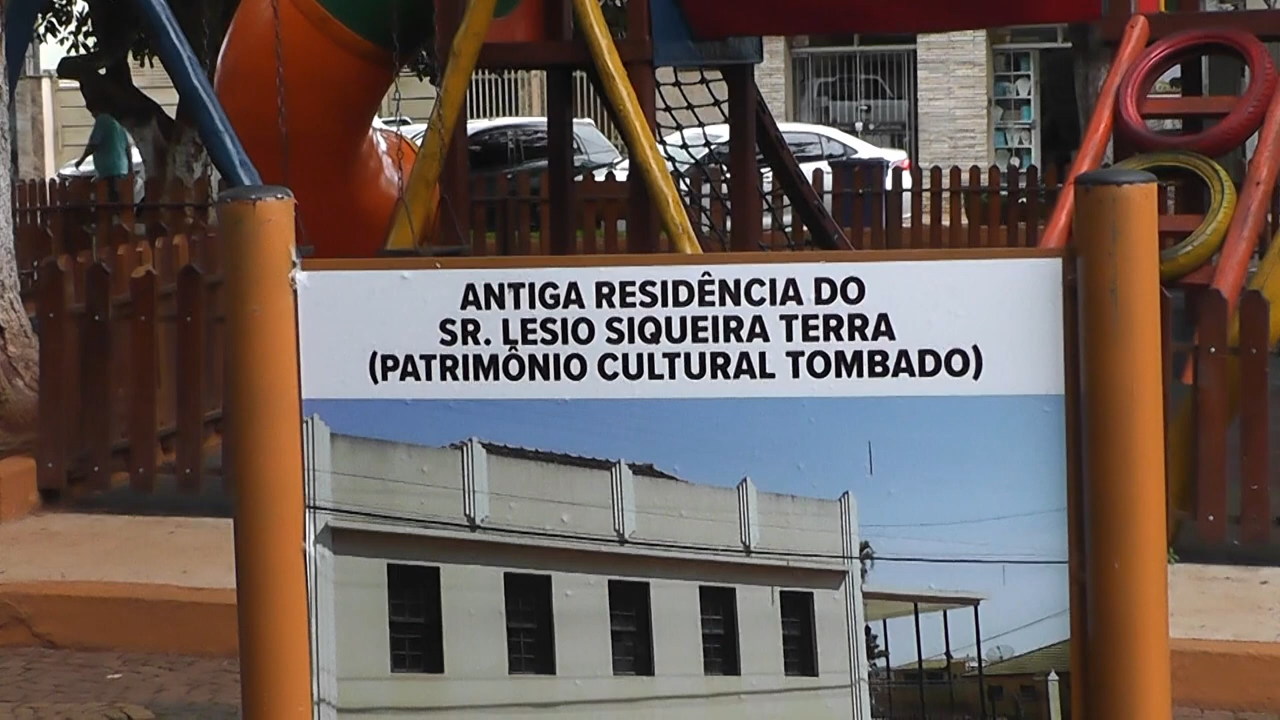 ANTIGA RESIDÊNCIA DO
SR. LESIO SIQUEIRA TERRA
(PATRIMÔNIO CULTURAL TOMBADO)